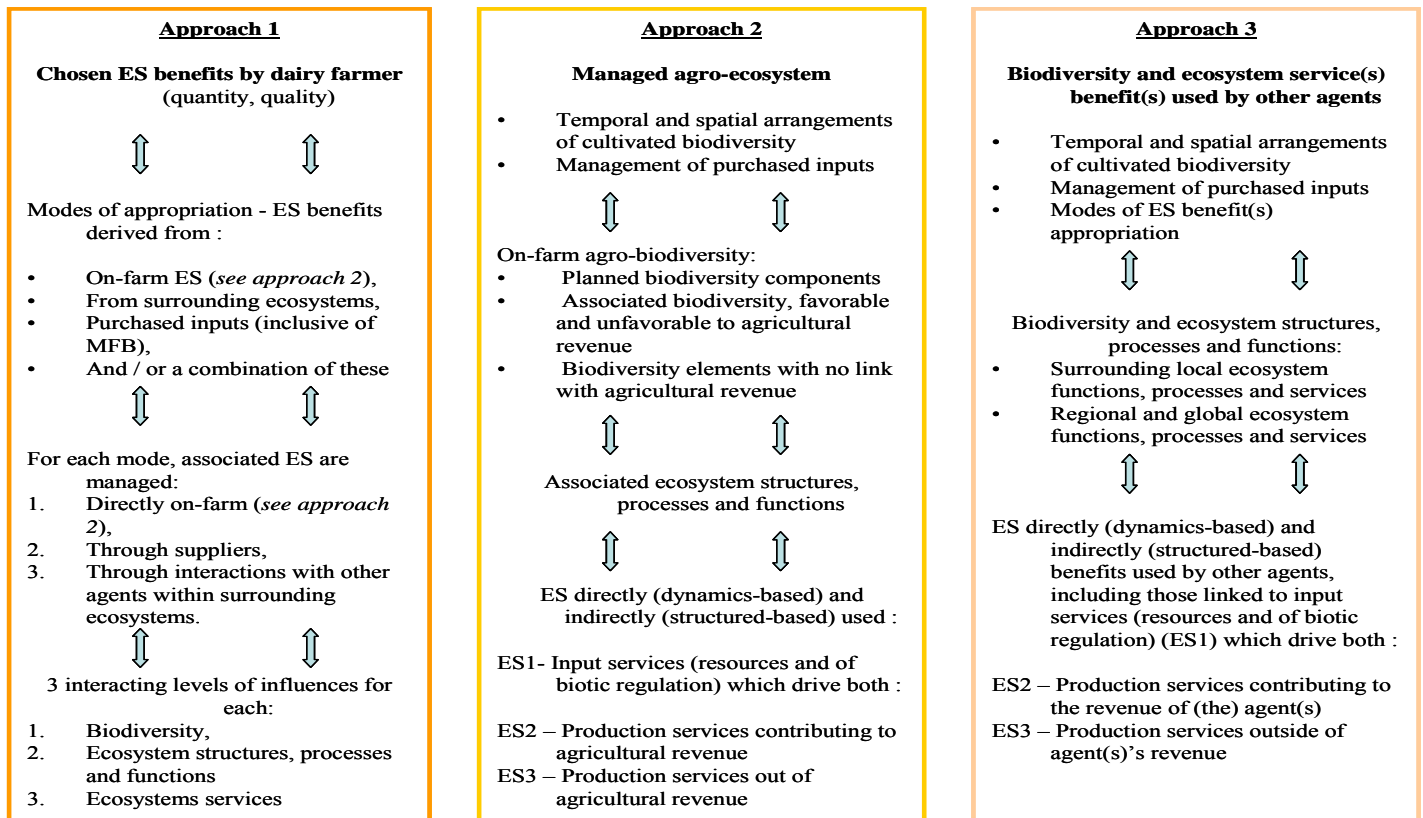 Approach 1
Chosen ES benefits by dairy farmer
(quantity, quality)
Modes of appropriation - ES benefits
derived from :
• On-farm ES (see approach 2),
• From surrounding ecosystems,
• Purchased inputs (inclusive of
MFB),
• And / or a combination of these
For each mode, associated ES are
managed:
1. Directly on-farm (see approach
2),
2. Through suppliers,
3. Through interactions with other
agents within surrounding
ecosystems.
3 interacting levels of influences for
each:
1. Biodiversity,
2. Ecosystem structures, processes
and functions
3. Ecosystems services
Approach 2
Managed agro-ecosystem
• Temporal and spatial arrangements
of cultivated biodiversity
• Management of purchased inputs
On-farm agro-biodiversity:
• Planned biodiversity components
• Associated biodiversity, favorable
and unfavorable to agricultural
revenue
• Biodiversity elements with no link
with agricultural revenue
Associated ecosystem structures,
processes and functions
ES directly (dynamics-based) and
indirectly (structured-based) used :
ES1- Input services (resources and of
biotic regulation) which drive both :
ES2 – Production services contributing to
agricultural revenue
ES3 – Production services out of
agricultural revenue
Approach 3
Biodiversity and ecosystem service(s)
benefit(s) used by other agents
• Temporal and spatial arrangements
of cultivated biodiversity
• Management of purchased inputs
• Modes of ES benefit(s)
appropriation
Biodiversity and ecosystem structures,
processes and functions:
• Surrounding local ecosystem
functions, processes and services
• Regional and global ecosystem
functions, processes and services
ES directly (dynamics-based) and
indirectly (structured-based)
benefits used by other agents,
including those linked to input
services (resources and of biotic
regulation) (ES1) which drive both :
ES2 – Production services contributing to
the revenue of (the) agent(s)
ES3 – Production services outside of
agent(s)'s revenue